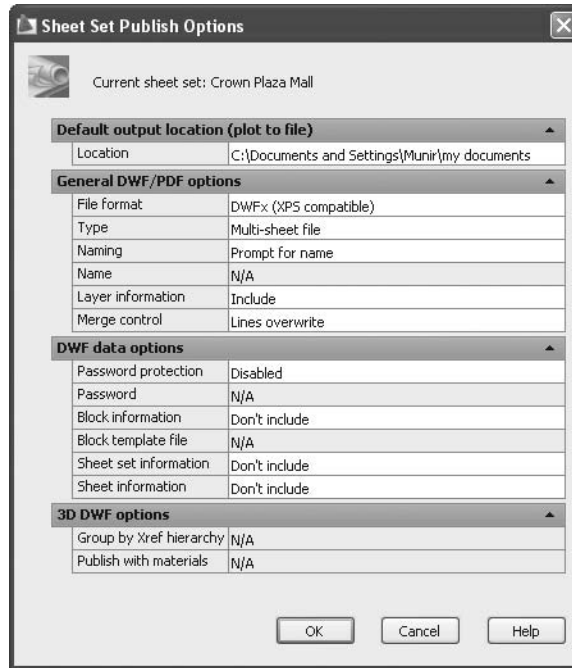 Sheet Set Publish Options
Current sheet set: Crown Plaza Mall
Default output location (plot to file)
Location C:\Documents and Settings\Munir\my documents
General DWF/PDF options
File format DWFx (XPS compatible)
Type Multi-sheet file
Naming Prompt for name
Name N/A
Layer information Include
Merge control Lines overwrite
DWF data options
Password protection Disabled
Password N/A
Block information Don't include
Block template file N/A
Sheet set information Don't include
Sheet information Don't include
3D DWF options
Group by Xref hierarchy N/A
Publish with materials N/A
OK Cancel Help